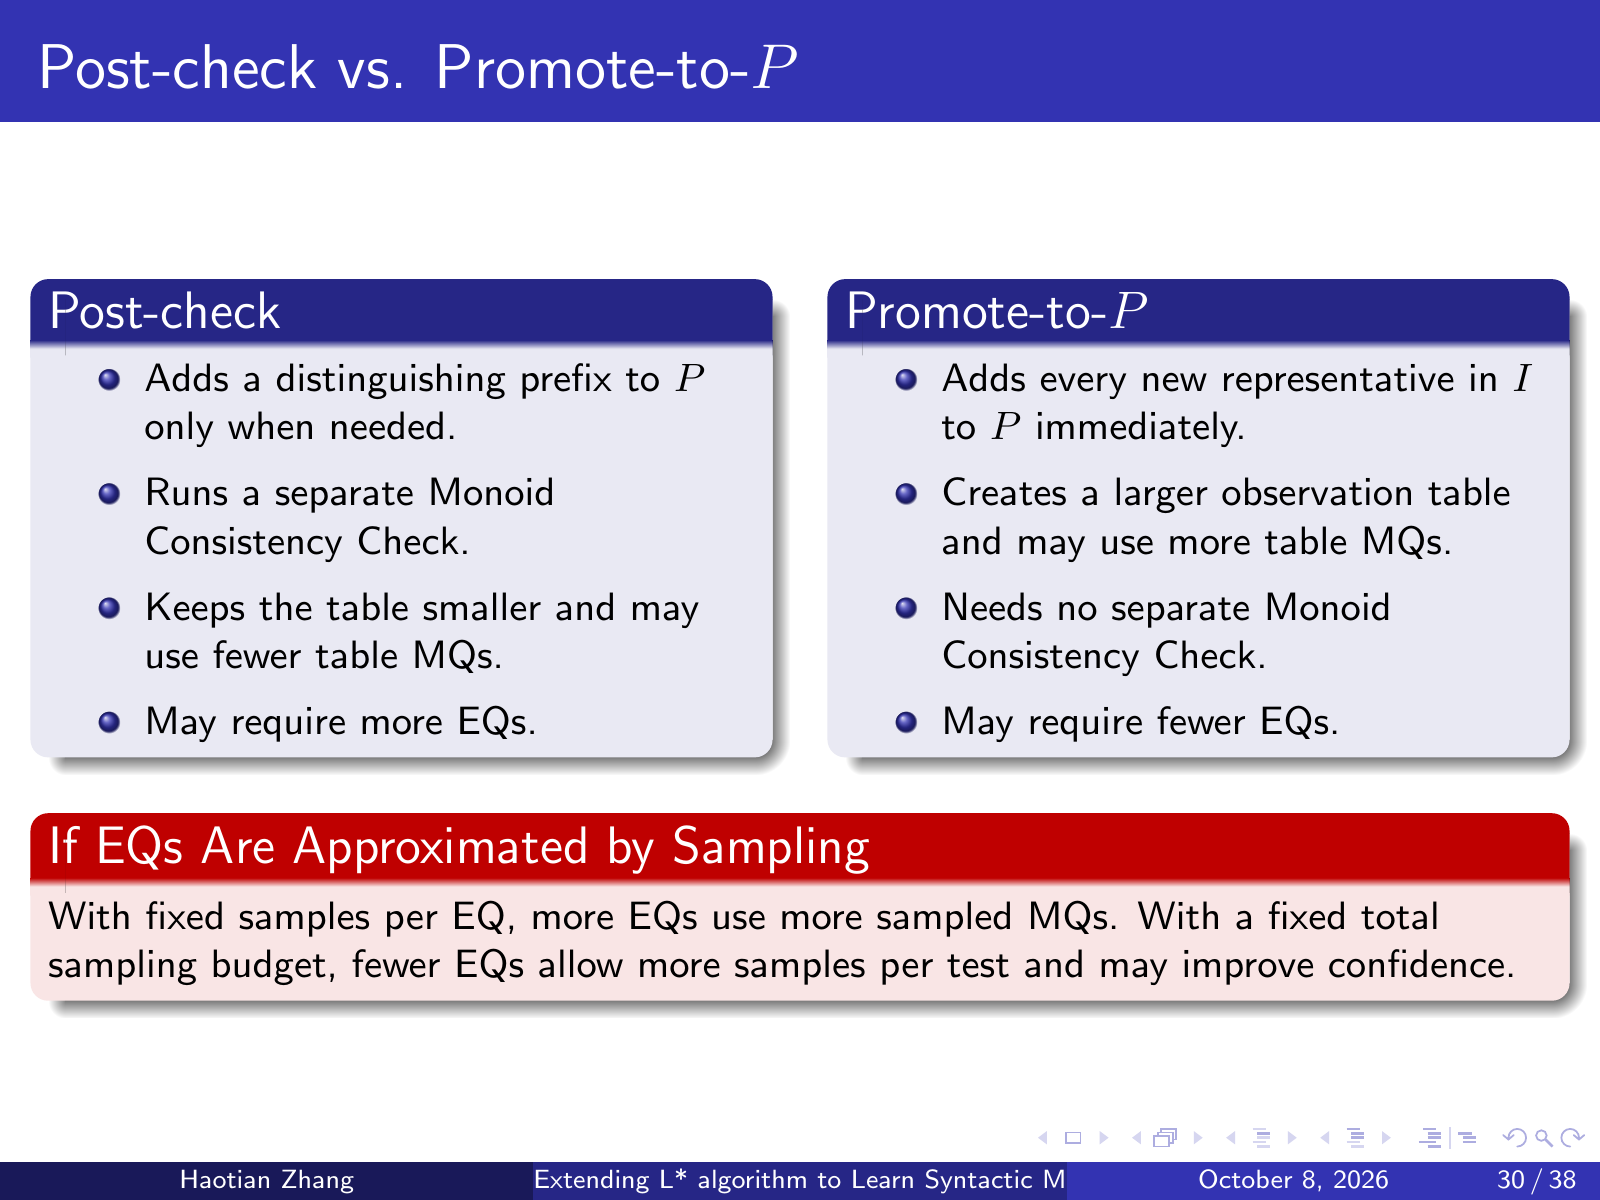 Post-check vs. Promote-to-P
Post-check
Adds a distinguishing prefix to P
only when needed.
Runs a separate Monoid
Consistency Check.
Keeps the table smaller and may
use fewer table MQs.
May require more EQs.
Promote-to-P
Adds every new representative in I
to P immediately.
Creates a larger observation table
and may use more table MQs.
Needs no separate Monoid
Consistency Check.
May require fewer EQs.
If EQs Are Approximated by Sampling
With fixed samples per EQ, more EQs use more sampled MQs. With a fixed total
sampling budget, fewer EQs allow more samples per test and may improve confidence.
Haotian Zhang
Extending L* algorithm to Learn Syntactic M
October 8, 2026
30 / 38